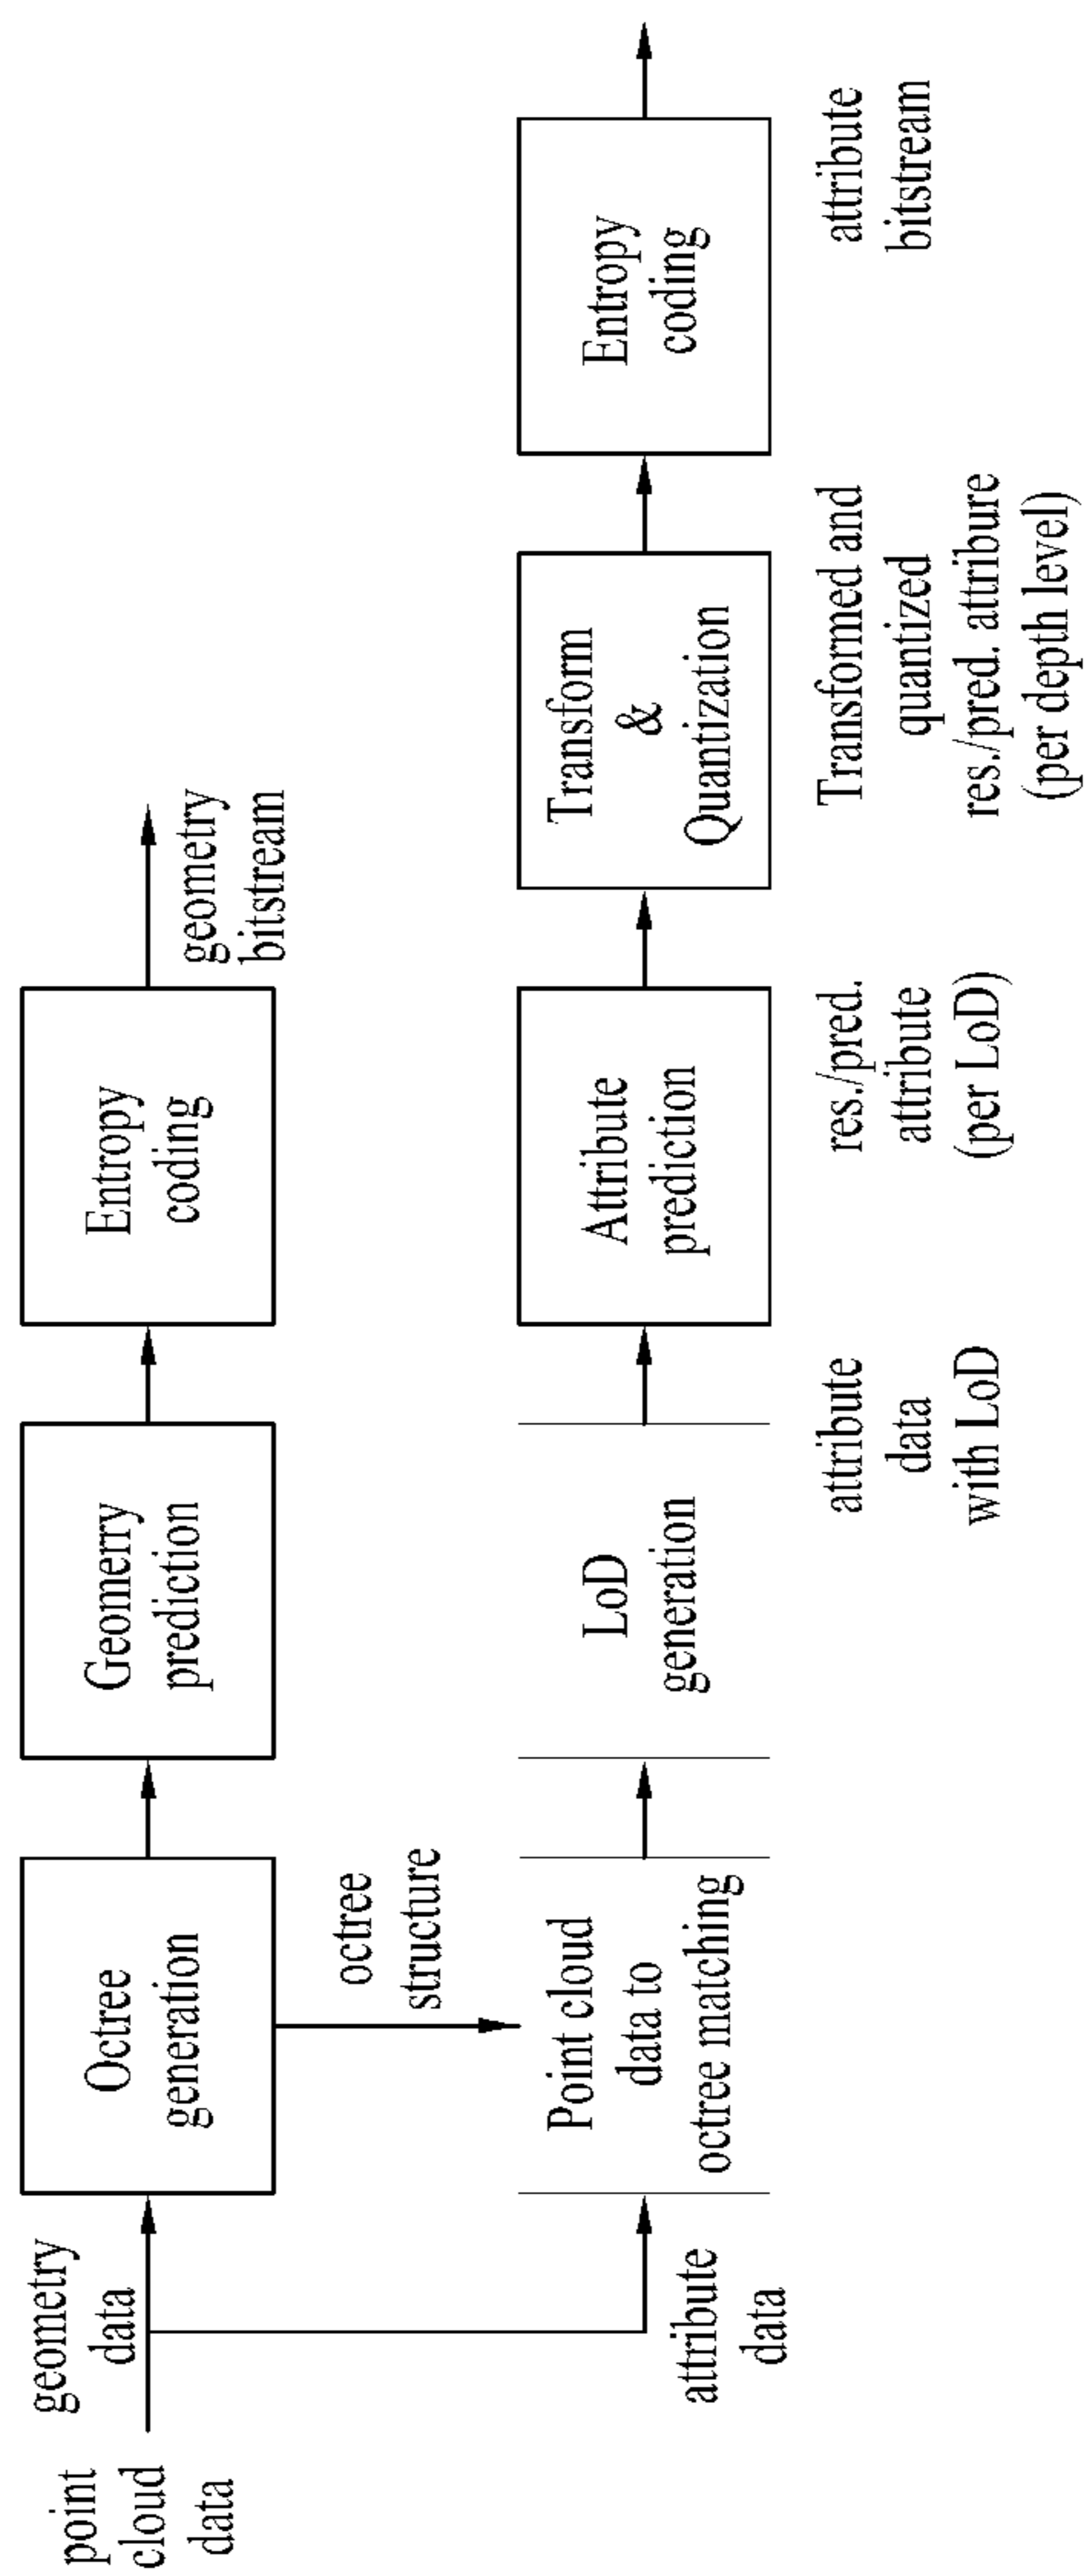 point
cloud
data
geometry
data
Octree
generation
Geomerry
prediction
Entropy
coding
geometry
bitstream
octree
structure
attribute
data
Point cloud
data to
octree matching
LoD
generation
attribute
data
with LoD
Attribute
prediction
res./pred.
attribute
(per LoD)
Transform
&
Quantization
Transformed and
quantized
res./pred. attribure
(per depth level)
Entropy
coding
attribute
bitstream